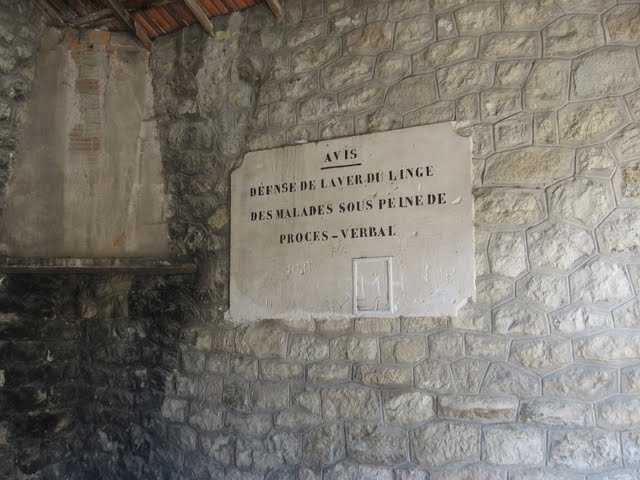 AVIS
DÉFENSE DE LAVER.DU LINGE
DES MALADES SOUS PEINE DE
PROCES-VERBAL